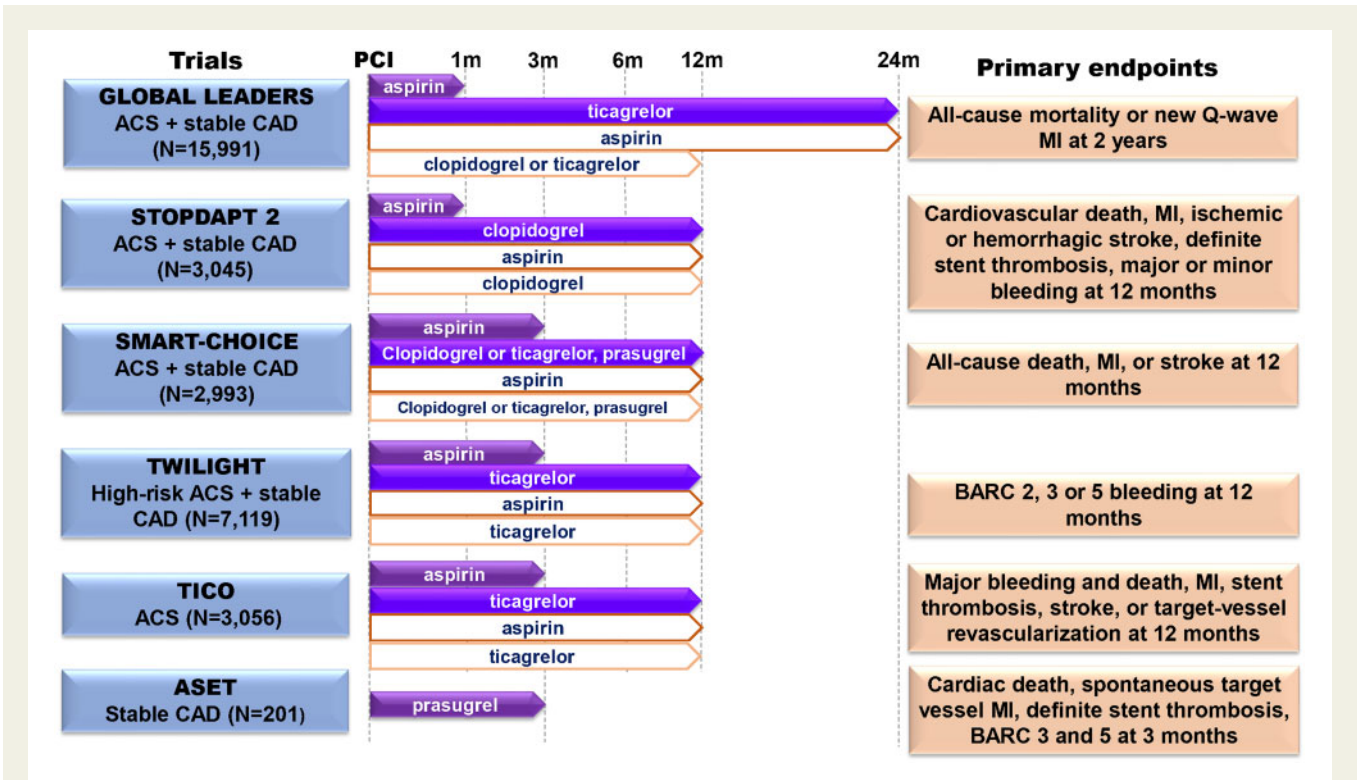 Trials
PCI 1m 3m 6m 12m 24m
Primary endpoints
GLOBAL LEADERS
ACS + stable CAD
(N=15,991)
aspirin
ticagrelor
aspirin
clopidogrel or ticagrelor
All-cause mortality or new Q-wave
MI at 2 years
STOPDAPT 2
ACS + stable CAD
(N=3,045)
aspirin
clopidogrel
aspirin
clopidogrel
Cardiovascular death, MI, ischemic
or hemorrhagic stroke, definite
stent thrombosis, major or minor
bleeding at 12 months
SMART-CHOICE
ACS + stable CAD
(N=2,993)
aspirin
Clopidogrel or ticagrelor, prasugrel
aspirin
Clopidogrel or ticagrelor, prasugrel
All-cause death, MI, or stroke at 12
months
TWILIGHT
High-risk ACS + stable
CAD (N=7,119)
aspirin
ticagrelor
aspirin
ticagrelor
BARC 2, 3 or 5 bleeding at 12
months
TICO
ACS (N=3,056)
aspirin
ticagrelor
aspirin
ticagrelor
Major bleeding and death, MI, stent
thrombosis, stroke, or target-vessel
revascularization at 12 months
ASET
Stable CAD (N=201)
prasugrel
Cardiac death, spontaneous target
vessel MI, definite stent thrombosis,
BARC 3 and 5 at 3 months